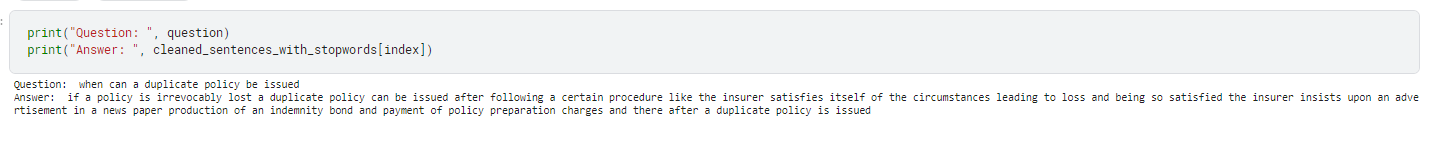 :
print("Question: ", question)
print("Answer: ", cleaned_sentences_with_stopwords[index])
Question:  when can a duplicate policy be issued
Answer:  if a policy is irrevocably lost a duplicate policy can be issued after following a certain procedure like the insurer satisfies itself of the circumstances leading to loss and being so satisfied the insurer insists upon an adve
rtisement in a news paper production of an indemnity bond and payment of policy preparation charges and there after a duplicate policy is issued